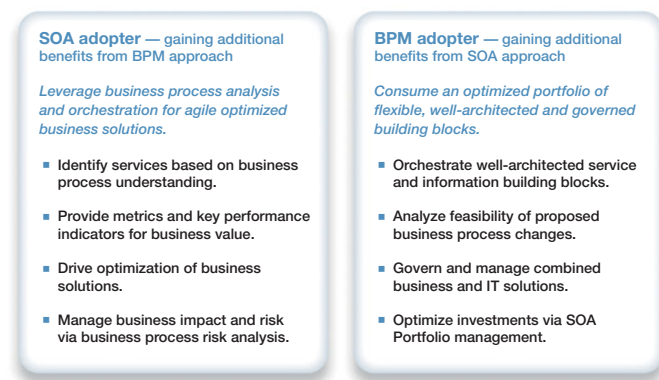 SOA adopter — gaining additional
benefits from BPM approach
Leverage business process analysis
and orchestration for agile optimized
business solutions.
▪ Identify services based on business
process understanding.
▪ Provide metrics and key performance
indicators for business value.
▪ Drive optimization of business
solutions.
▪ Manage business impact and risk
via business process risk analysis.
BPM adopter — gaining additional
benefits from SOA approach
Consume an optimized portfolio of
flexible, well-architected and governed
building blocks.
▪ Orchestrate well-architected service
and information building blocks.
▪ Analyze feasibility of proposed
business process changes.
▪ Govern and manage combined
business and IT solutions.
▪ Optimize investments via SOA
Portfolio management.